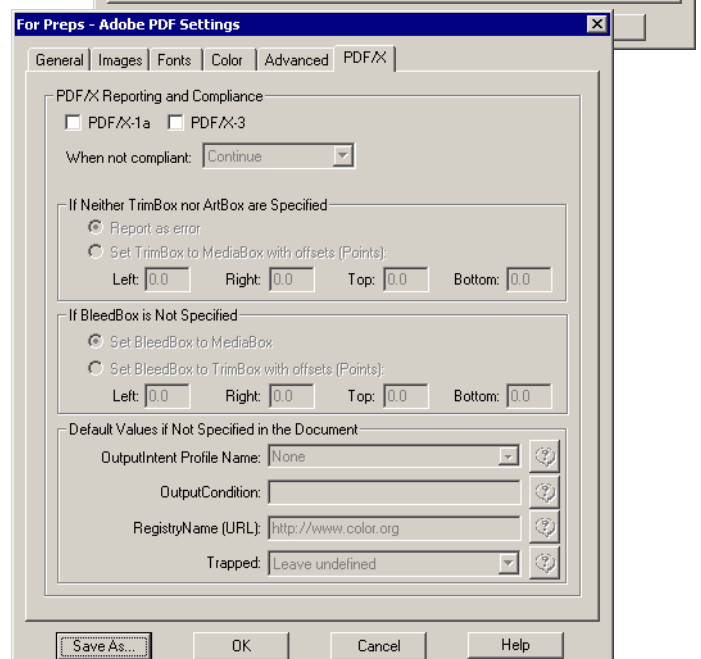 For Preps - Adobe PDF Settings
General Images Fonts Color Advanced PDF/X
PDF/X Reporting and Compliance
PDF/X-1a PDF/X-3
When not compliant: Continue
If Neither TrimBox nor ArtBox are Specified
Report as error
Set TrimBox to MediaBox with offsets (Points):
Left: 0.0 Right: 0.0 Top: 0.0 Bottom: 0.0
If BleedBox is Not Specified
Set BleedBox to MediaBox
Set BleedBox to TrimBox with offsets (Points):
Left: 0.0 Right: 0.0 Top: 0.0 Bottom: 0.0
Default Values if Not Specified in the Document
OutputIntent Profile Name: None
OutputCondition:
RegistryName (URL): http://www.color.org
Trapped: Leave undefined
Save As... OK Cancel Help